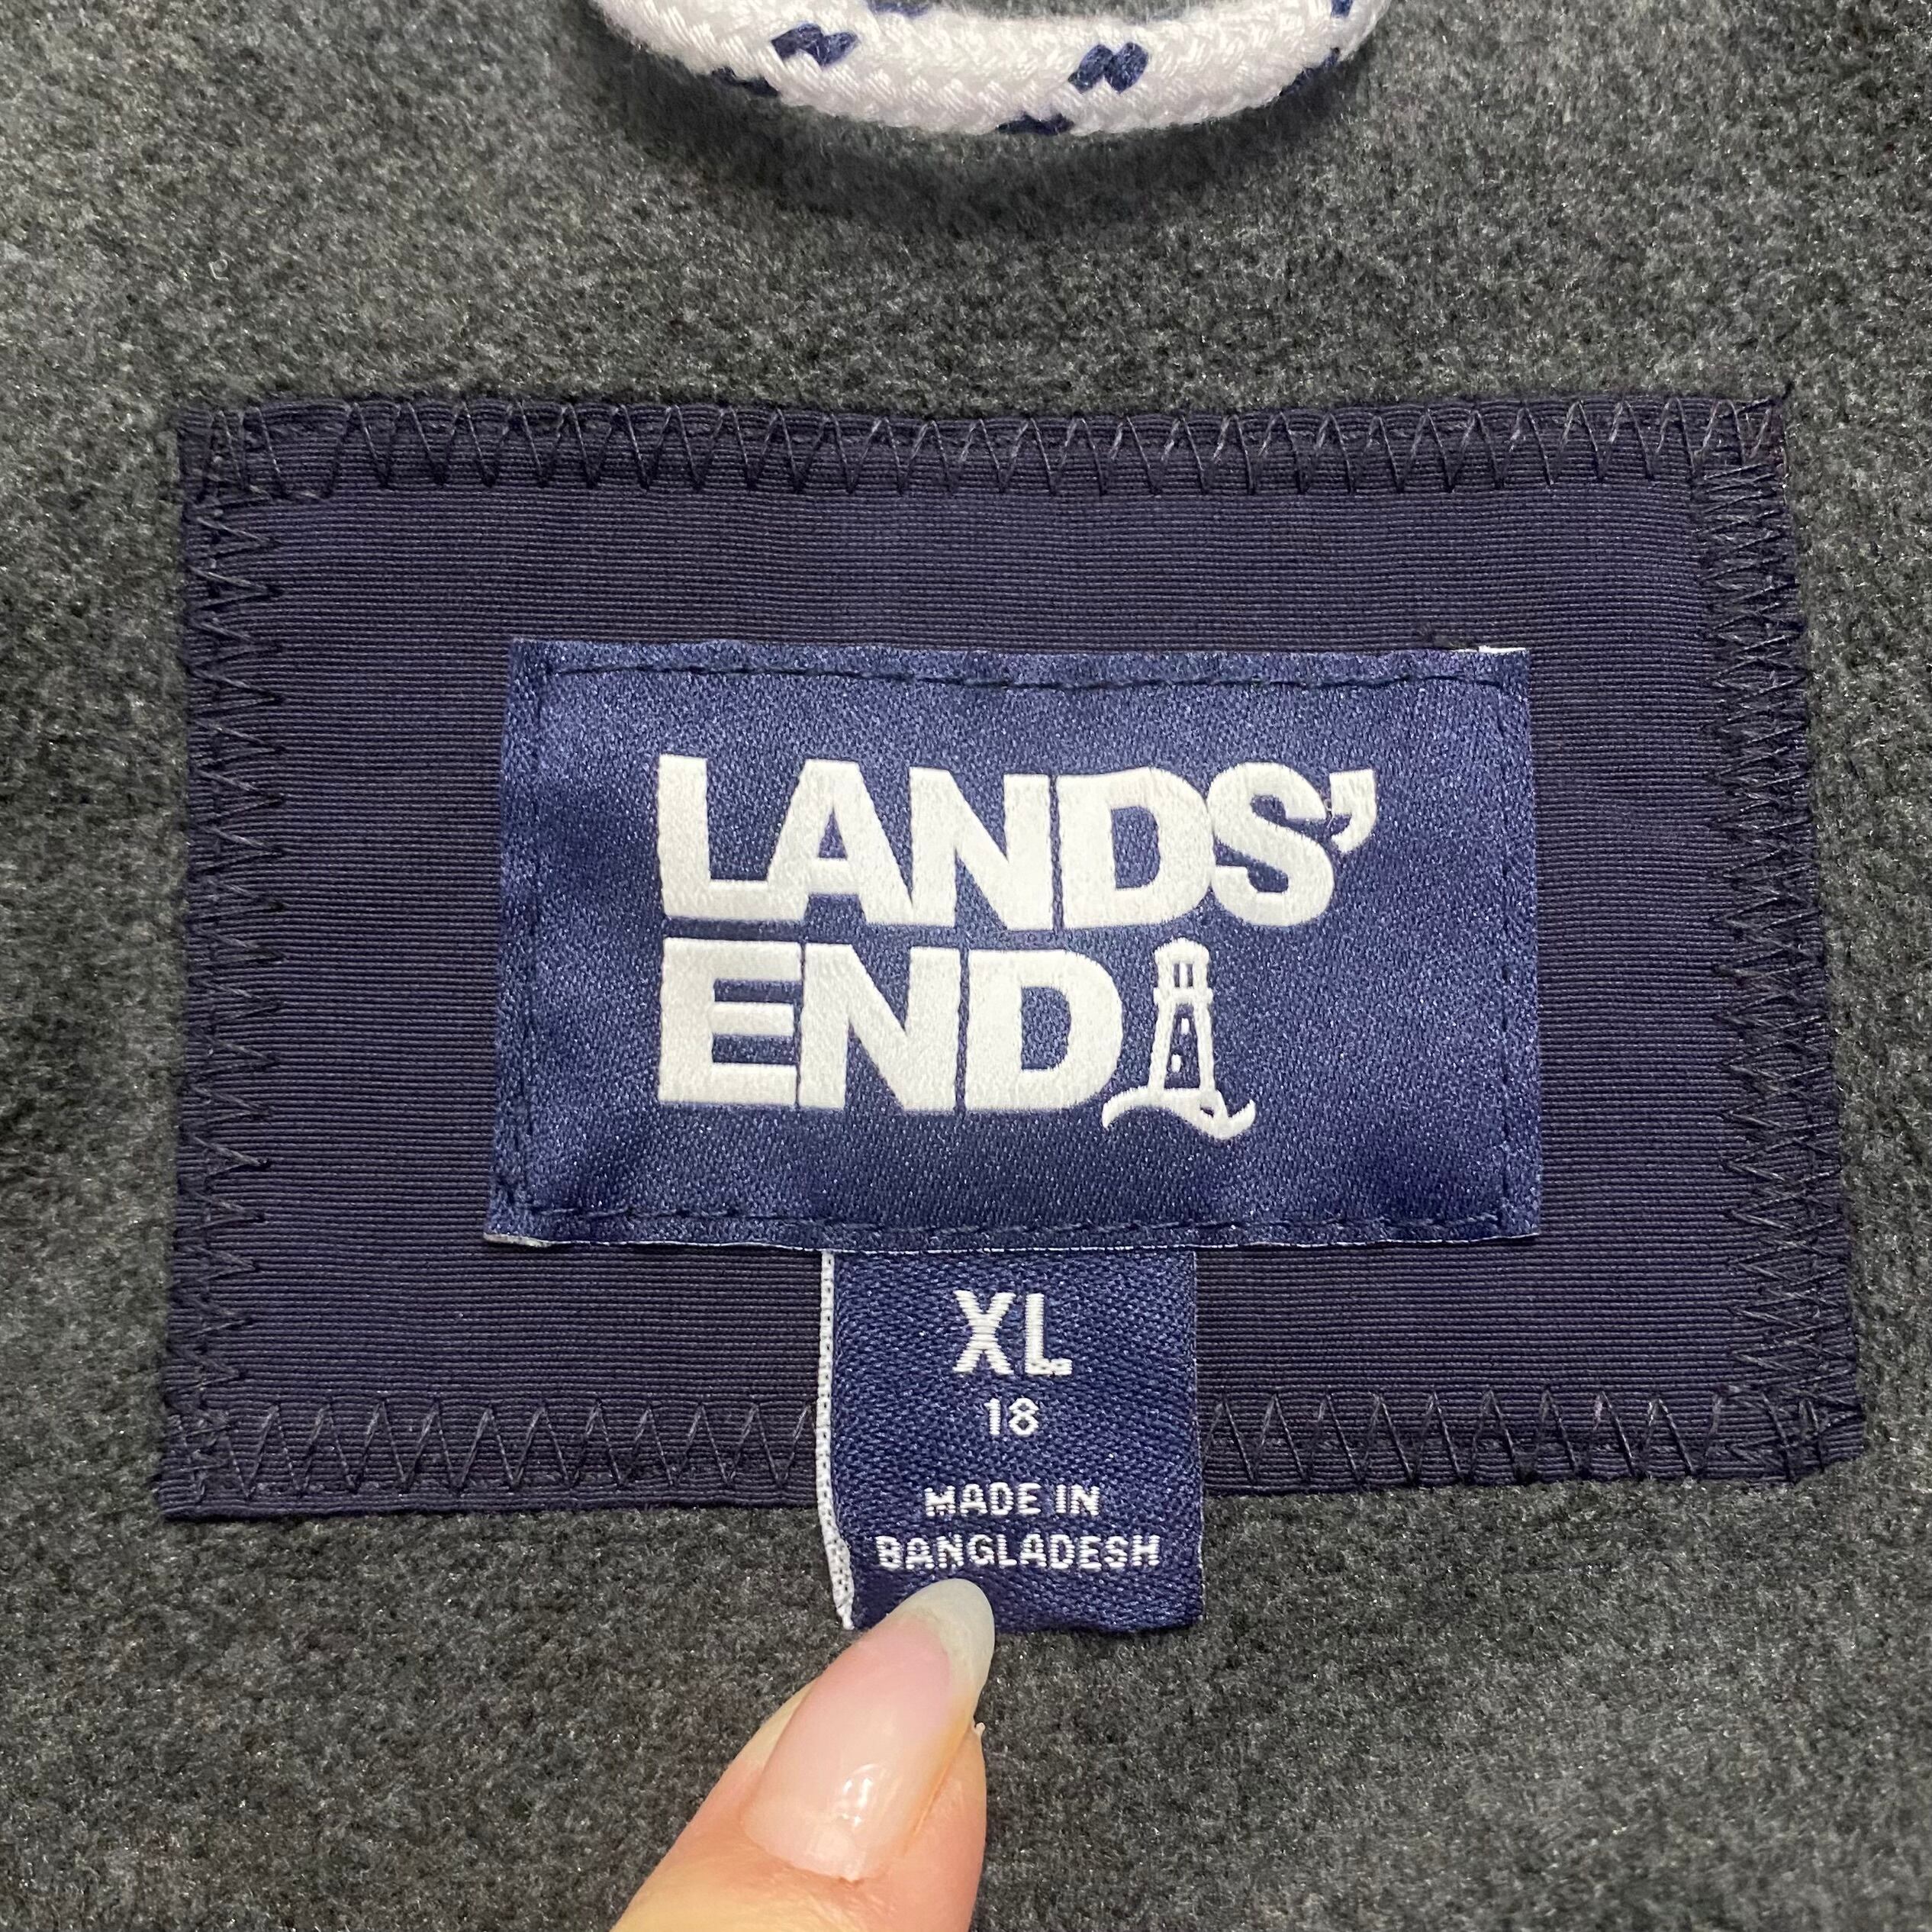 LANDS'
END
XL
18
MADE IN
BANGLADESH